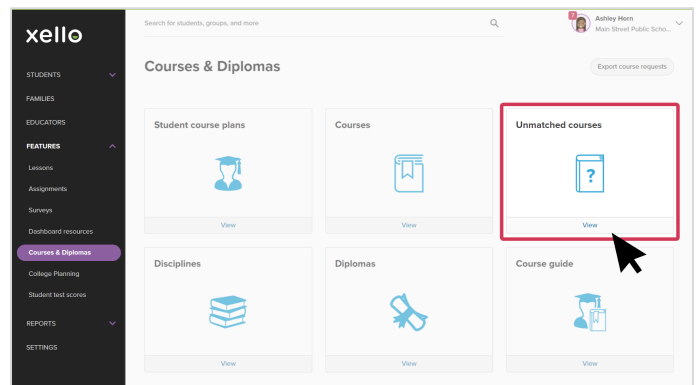 xello
Search for students, groups, and more
7
Ashley Horn
Main Street Public Scho...
STUDENTS
FAMILIES
EDUCATORS
FEATURES
Lessons
Assignments
Surveys
Dashboard resources
Courses & Diplomas
College Planning
Student test scores
REPORTS
SETTINGS
Courses & Diplomas
Export course requests
Student course plans
View
Courses
View
Unmatched courses
?
View
Disciplines
View
Diplomas
View
Course guide
View